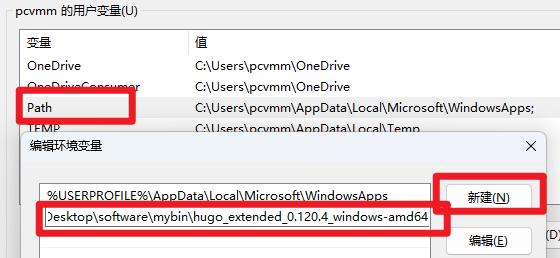 pcvmm 的用户变量(U)
变量 值
OneDrive C:\Users\pcvmm\OneDrive
OneDriveConsumer C:\Users\pcvmm\OneDrive
Path C:\Users\pcvmm\AppData\Local\Microsoft\WindowsApps;
TEMP C:\Users\pcvmm\AppData\Local\Temp
编辑环境变量
%USERPROFILE%\AppData\Local\Microsoft\WindowsApps
新建(N)
Desktop\software\mybin\hugo_extended_0.120.4_windows-amd64
编辑(E)
(D)